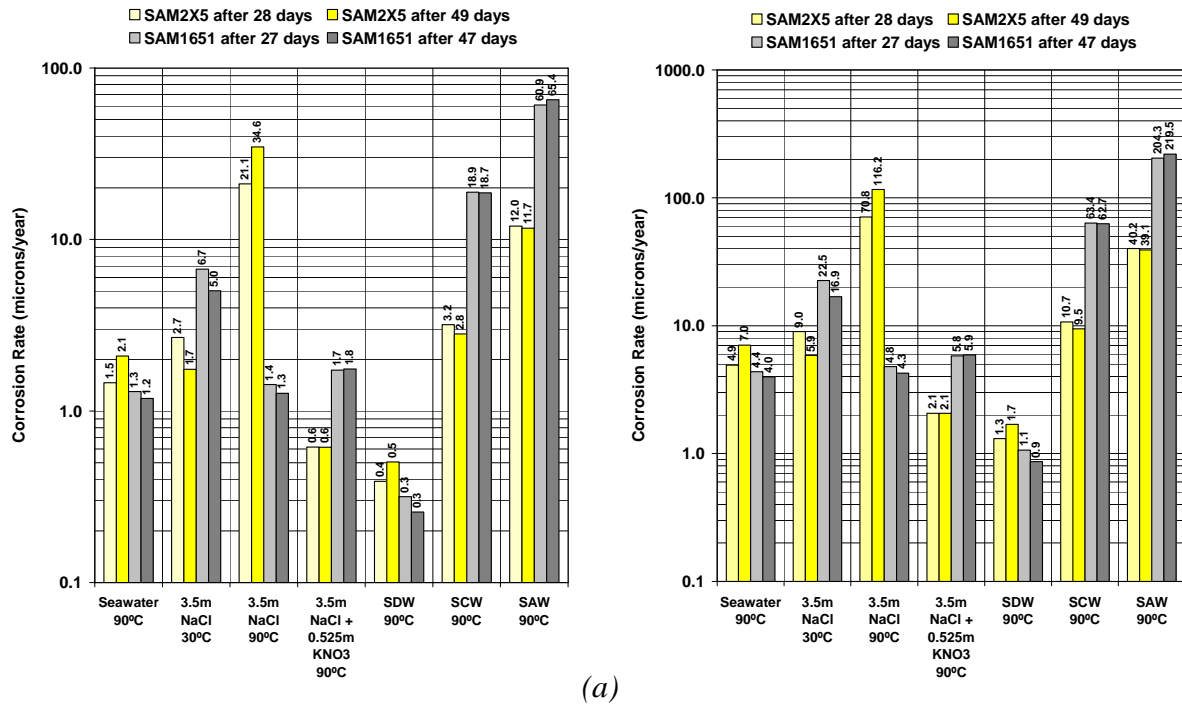 SAM2X5 after 28 days SAM2X5 after 49 days
SAM1651 after 27 days SAM1651 after 47 days
Corrosion Rate (microns/year)
100.0
10.0
1.0
0.1
1.5
2.1
1.3
1.2
2.7
1.7
6.7
5.0
21.1
34.6
1.4
1.3
0.6
0.6
1.7
1.8
0.4
0.5
0.3
0.3
3.2
2.8
18.9
18.7
12.0
11.7
60.9
65.4
Seawater
90ºC
3.5m
NaCl
30ºC
3.5m
NaCl
90ºC
3.5m
NaCl +
0.525m
KNO3
90ºC
SDW
90ºC
SCW
90ºC
SAW
90ºC
SAM2X5 after 28 days SAM2X5 after 49 days
SAM1651 after 27 days SAM1651 after 47 days
Corrosion Rate (microns/year)
1000.0
100.0
10.0
1.0
0.1
4.9
7.0
4.4
4.0
9.0
5.9
22.5
16.9
70.8
116.2
4.8
4.3
2.1
2.1
5.8
5.9
1.3
1.7
1.1
0.9
10.7
9.5
63.4
62.7
40.2
39.1
204.3
219.5
Seawater
90ºC
3.5m
NaCl
30ºC
3.5m
NaCl
90ºC
3.5m
NaCl +
0.525m
KNO3
90ºC
SDW
90ºC
SCW
90ºC
SAW
90ºC
(a)